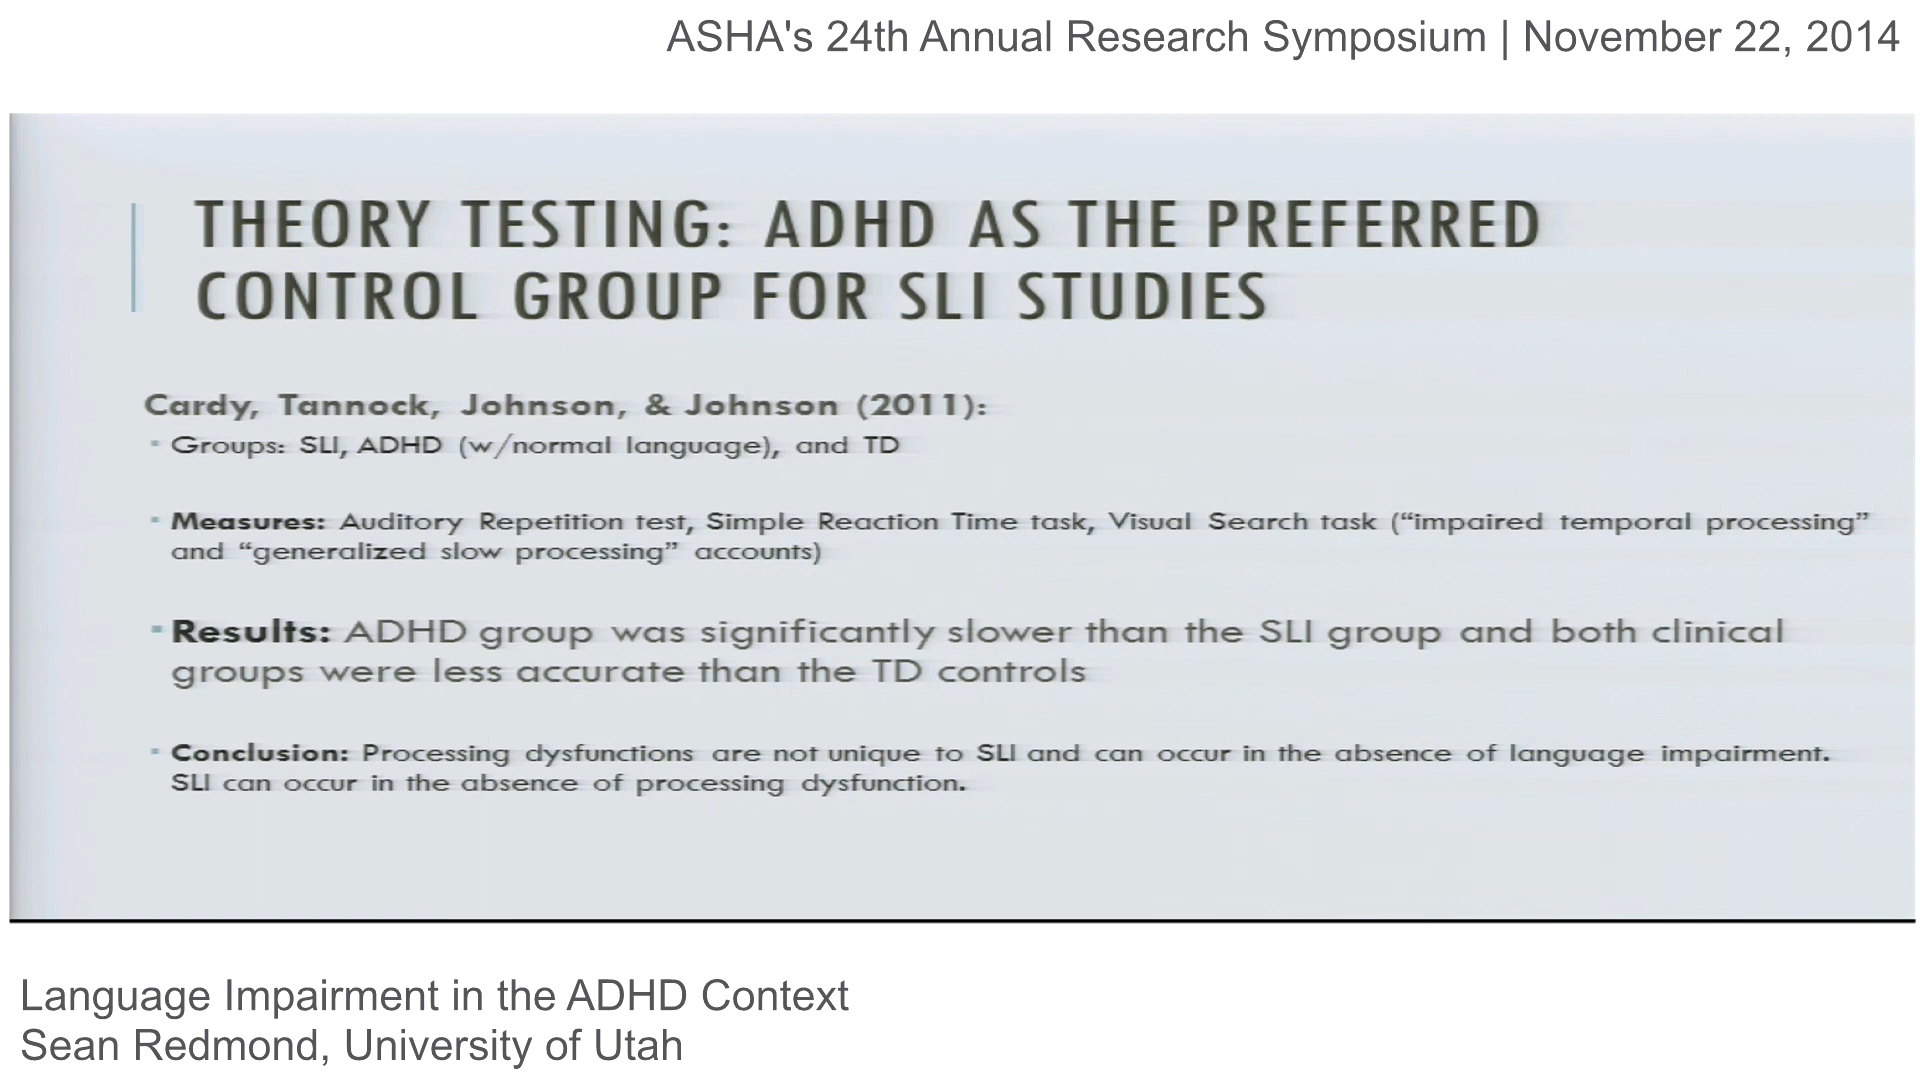 ASHA's 24th Annual Research Symposium | November 22, 2014
THEORY TESTING: ADHD AS THE PREFERRED
CONTROL GROUP FOR SLI STUDIES
Cardy, Tannock, Johnson, & Johnson (2011):
▪ Groups: SLI, ADHD (w/normal language), and TD
▪ Measures: Auditory Repetition test, Simple Reaction Time task, Visual Search task (“impaired temporal processing”
and “generalized slow processing” accounts)
▪ Results: ADHD group was significantly slower than the SLI group and both clinical
groups were less accurate than the TD controls
▪ Conclusion: Processing dysfunctions are not unique to SLI and can occur in the absence of language impairment.
SLI can occur in the absence of processing dysfunction.
Language Impairment in the ADHD Context
Sean Redmond, University of Utah